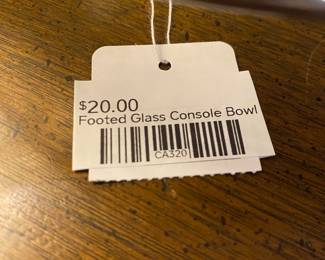 $20.00
Footed Glass Console Bowl
CA320